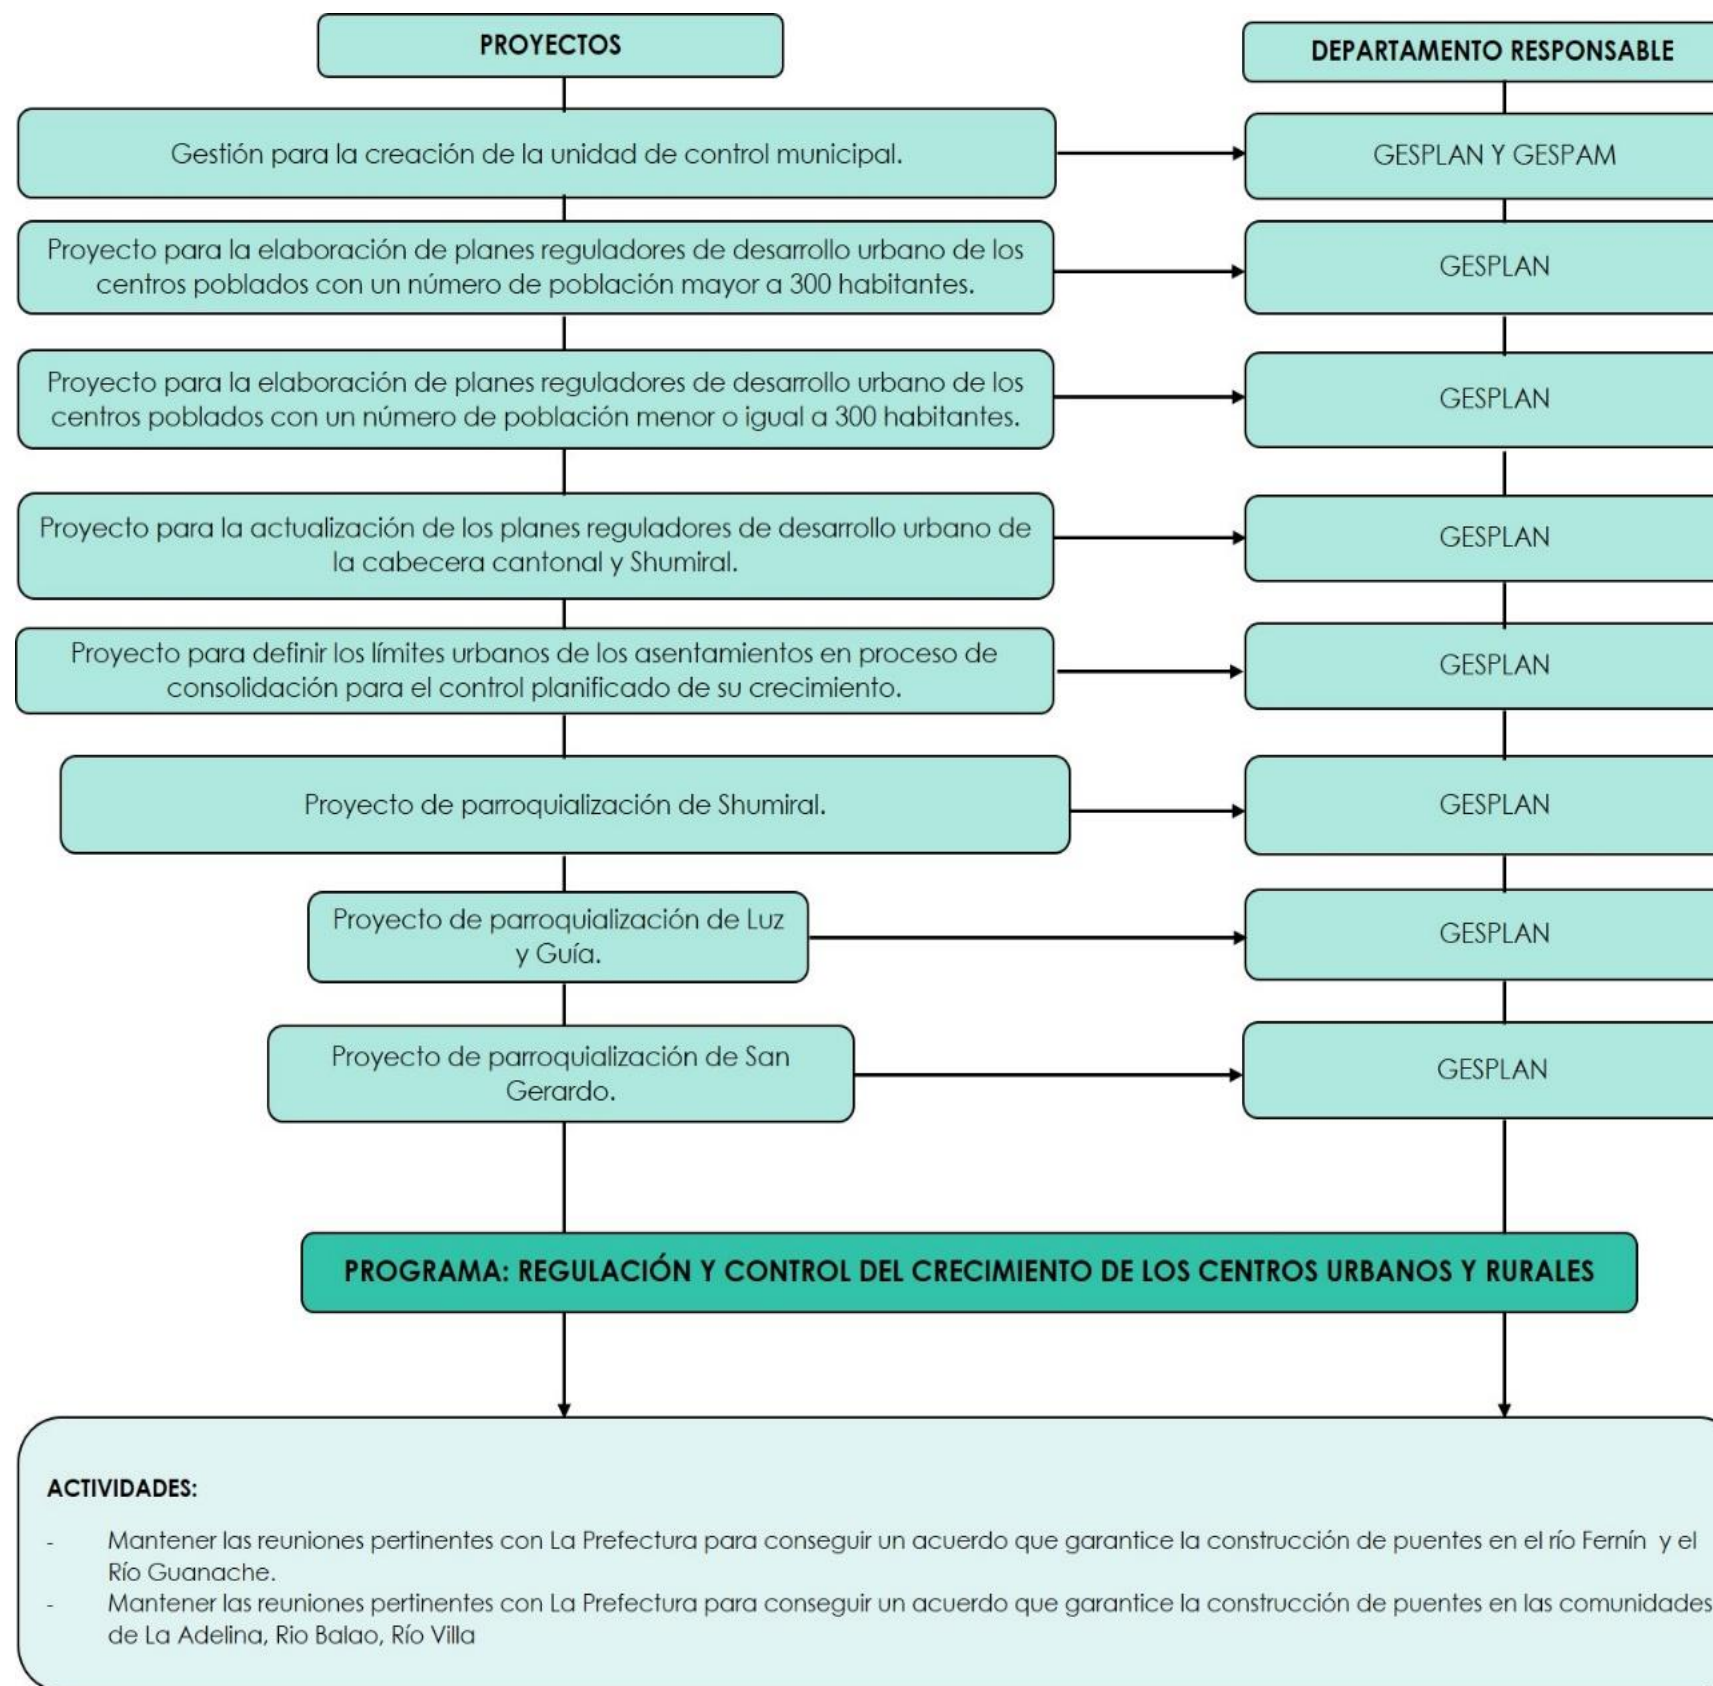 PROYECTOS
DEPARTAMENTO RESPONSABLE
Gestión para la creación de la unidad de control municipal.
GESPLAN Y GESPAM
Proyecto para la elaboración de planes reguladores de desarrollo urbano de los
centros poblados con un número de población mayor a 300 habitantes.
GESPLAN
Proyecto para la elaboración de planes reguladores de desarrollo urbano de los
centros poblados con un número de población menor o igual a 300 habitantes.
GESPLAN
Proyecto para la actualización de los planes reguladores de desarrollo urbano de
la cabecera cantonal y Shumiral.
GESPLAN
Proyecto para definir los límites urbanos de los asentamientos en proceso de
consolidación para el control planificado de su crecimiento.
GESPLAN
Proyecto de parroquialización de Shumiral.
GESPLAN
Proyecto de parroquialización de Luz
y Guía.
GESPLAN
Proyecto de parroquialización de San
Gerardo.
GESPLAN
PROGRAMA: REGULACIÓN Y CONTROL DEL CRECIMIENTO DE LOS CENTROS URBANOS Y RURALES
ACTIVIDADES:
- Mantener las reuniones pertinentes con La Prefectura para conseguir un acuerdo que garantice la construcción de puentes en el río Fernín y el
Río Guanache.
- Mantener las reuniones pertinentes con La Prefectura para conseguir un acuerdo que garantice la construcción de puentes en las comunidades
de La Adelina, Rio Balao, Río Villa